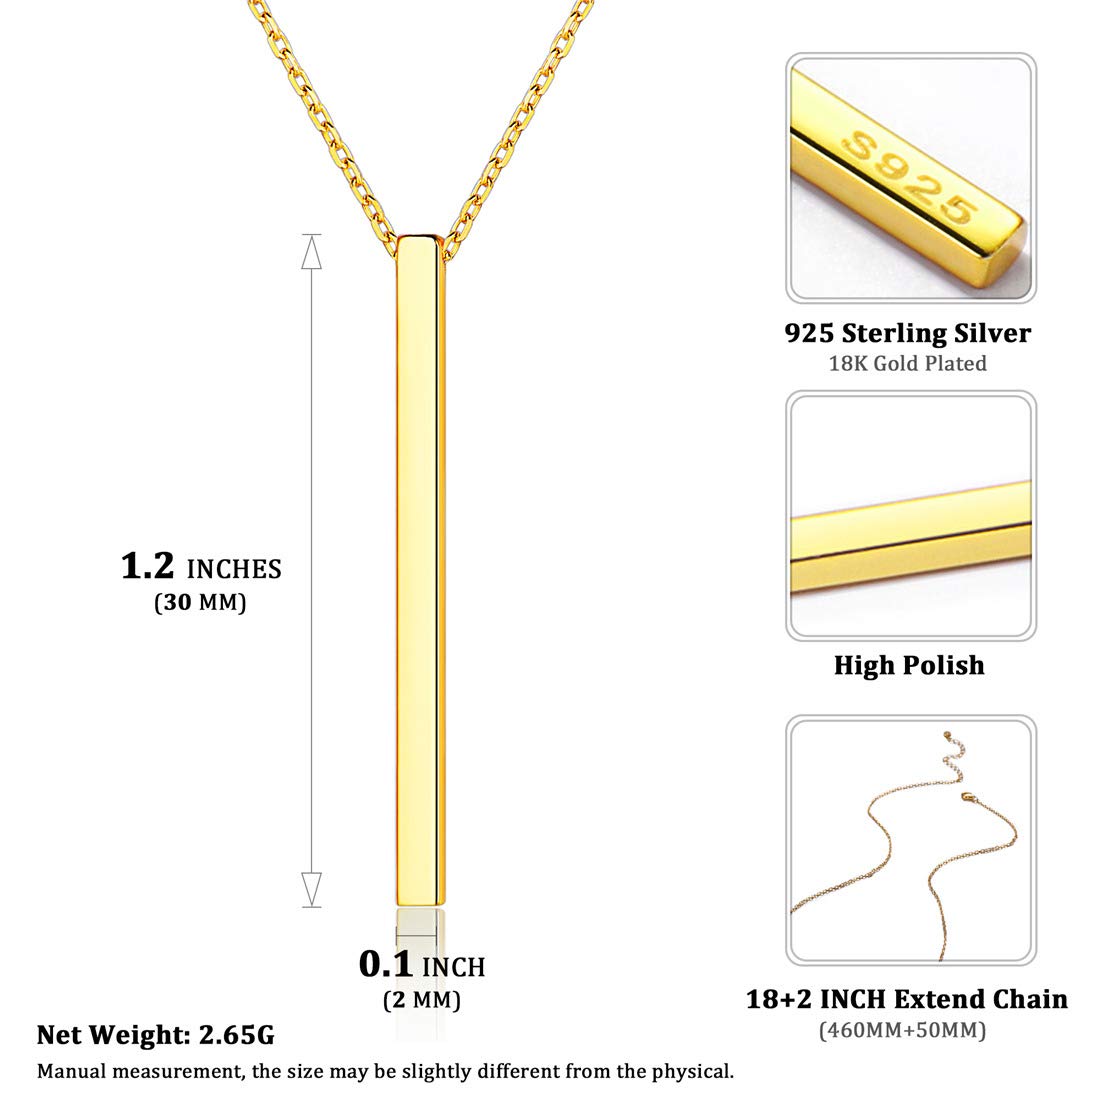 S925
925 Sterling Silver
18K Gold Plated
High Polish
1.2 INCHES
(30 MM)
0.1 INCH
(2 MM)
18+2 INCH Extend Chain
(460MM+50MM)
Net Weight: 2.65G
Manual measurement, the size may be slightly different from the physical.